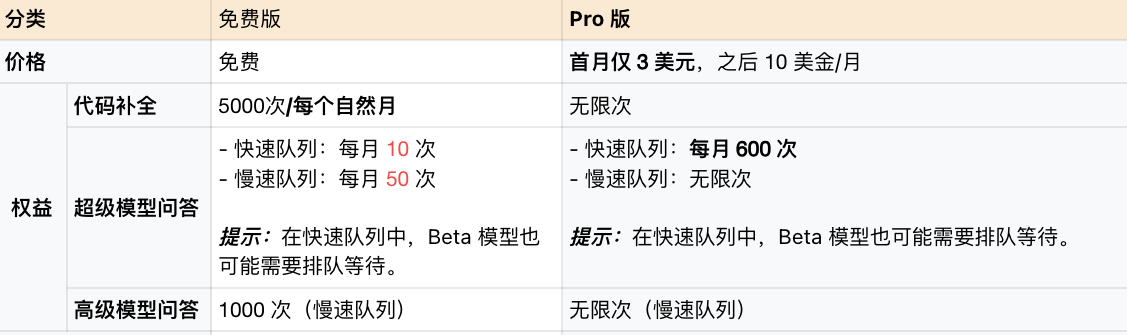 分类 免费版 Pro 版
价格 免费 首月仅 3 美元，之后 10 美金/月
权益
代码补全 5000次/每个自然月 无限次
超级模型问答
- 快速队列：每月 10 次
- 慢速队列：每月 50 次
提示：在快速队列中，Beta 模型也
可能需要排队等待。
- 快速队列：每月 600 次
- 慢速队列：无限次
提示：在快速队列中，Beta 模型也可能需要排队等待。
高级模型问答 1000 次（慢速队列） 无限次（慢速队列）